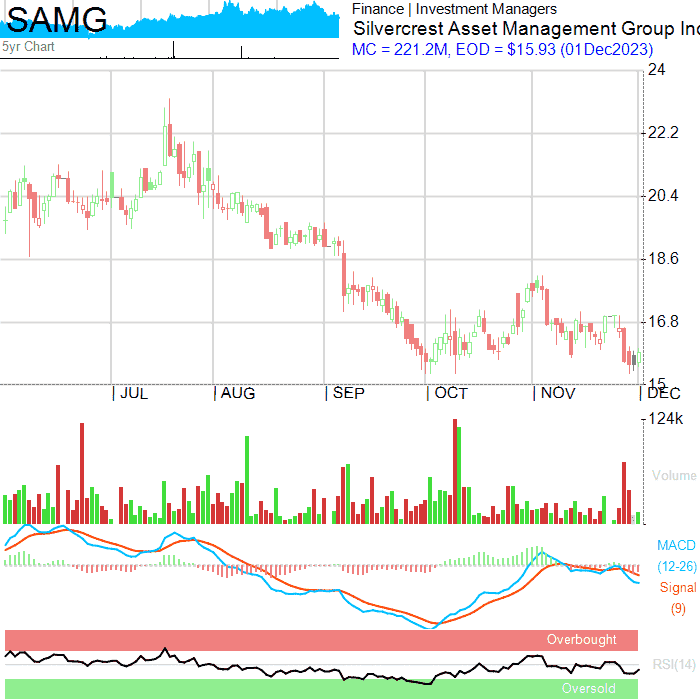 SAMG
Finance | Investment Managers
Silvercrest Asset Management Group Inc
MC = 221.2M, EOD = $15.93 (01Dec2023)
5yr Chart
24
22.2
20.4
18.6
16.8
15
JUL AUG SEP OCT NOV DEC
124k
Volume
MACD
(12-26)
Signal
(9)
Overbought
RSI(14)
Oversold